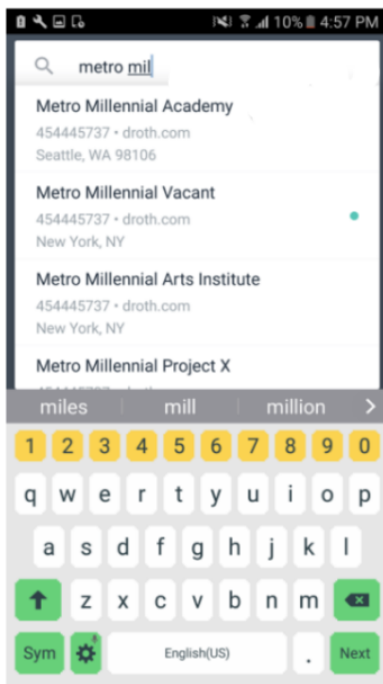 10% 4:57 PM
metro mil
Metro Millennial Academy
454445737 • droth.com
Seattle, WA 98106
Metro Millennial Vacant
454445737 • droth.com
New York, NY
Metro Millennial Arts Institute
454445737 • droth.com
New York, NY
Metro Millennial Project X
miles mill million >
1 2 3 4 5 6 7 8 9 0
q w e r t y u i o p
a s d f g h j k l
z x c v b n m
Sym English(US) . Next